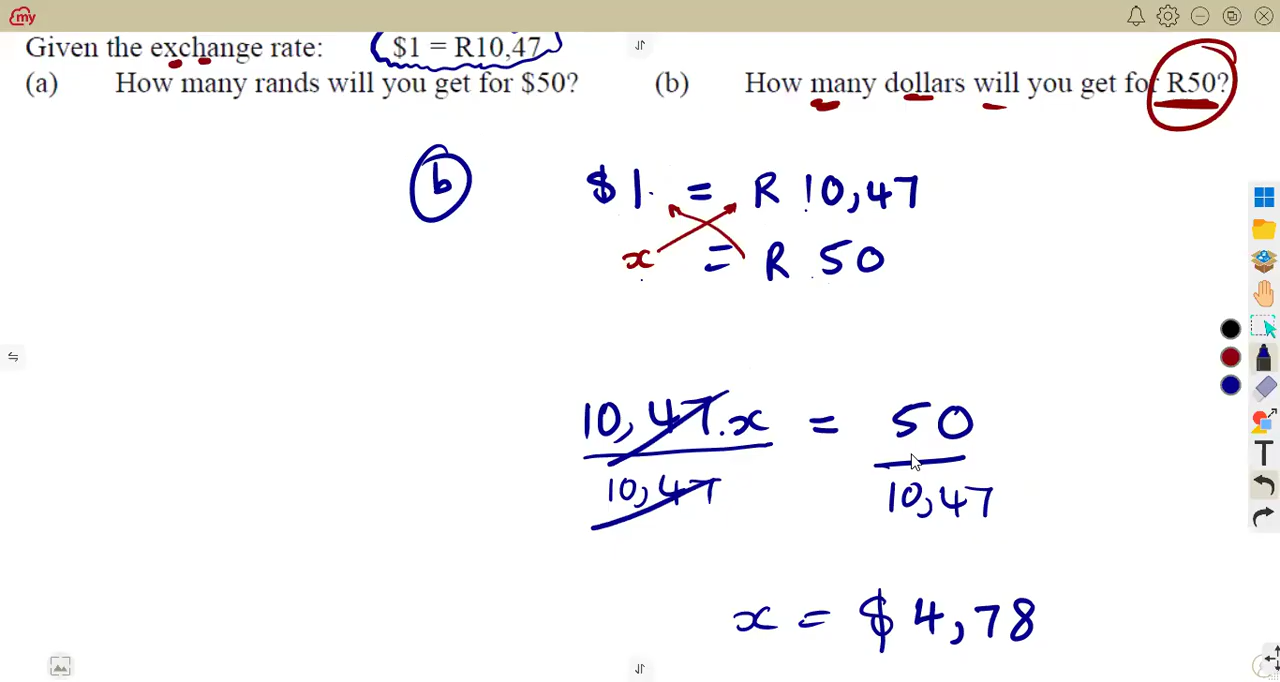 my
Given the exchange rate: $1 = R10,47
(a) How many rands will you get for $50? (b) How many dollars will you get for R50?
b $1. = R 10,47
x = R 50
10,47.x = 50
10,47 10,47
x = $ 4,78
T